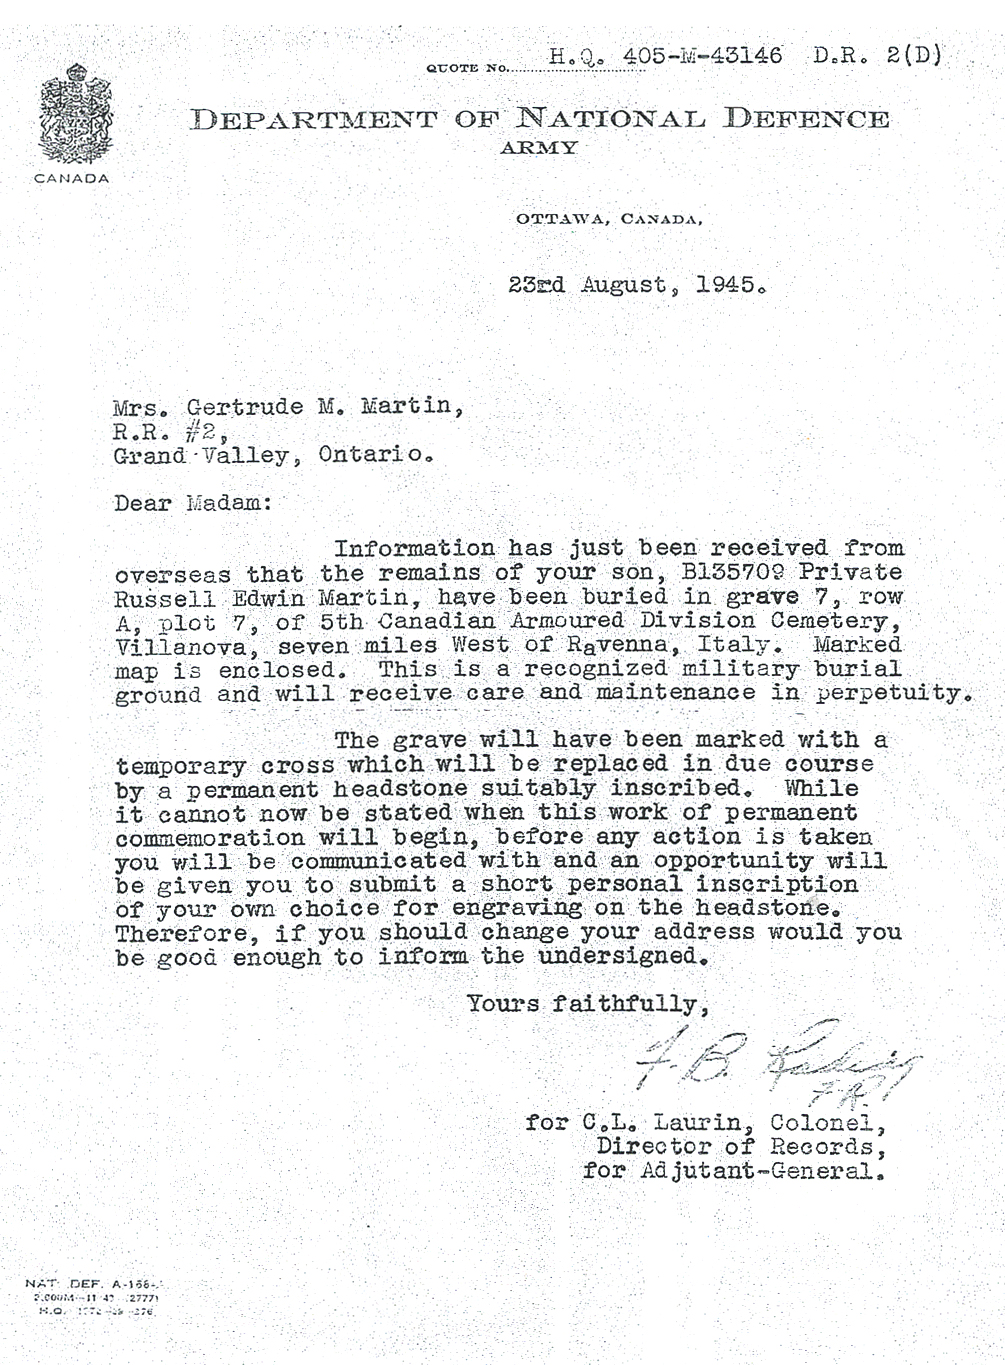 QUOTE NO. H.Q. 405-M-43146 D.R. 2(D)
DEPARTMENT OF NATIONAL DEFENCE
ARMY
CANADA
OTTAWA, CANADA,
23rd August, 1945.
Mrs. Gertrude M. Martin,
R.R. #2,
Grand Valley, Ontario.
Dear Madam:
Information has just been received from
overseas that the remains of your son, B135709 Private
Russell Edwin Martin, have been buried in grave 7, row
A, plot 7, of 5th Canadian Armoured Division Cemetery,
Villanova, seven miles West of Ravenna, Italy. Marked
map is enclosed. This is a recognized military burial
ground and will receive care and maintenance in perpetuity.
The grave will have been marked with a
temporary cross which will be replaced in due course
by a permanent headstone suitably inscribed. While
it cannot now be stated when this work of permanent
commemoration will begin, before any action is taken
you will be communicated with and an opportunity will
be given you to submit a short personal inscription
of your own choice for engraving on the headstone.
Therefore, if you should change your address would you
be good enough to inform the undersigned.
Yours faithfully,
F. B.
for C.L. Laurin, Colonel,
Director of Records,
for Adjutant-General.
NAT. DEF. A-166
H.Q.